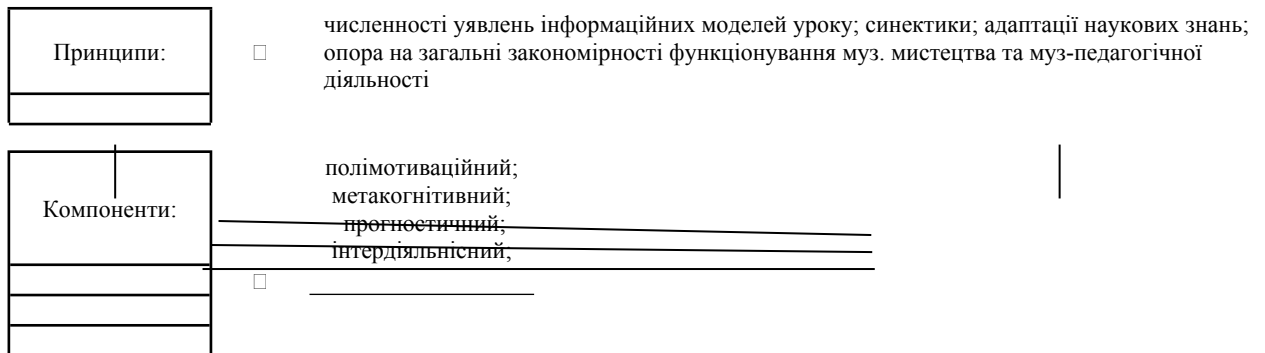 численності уявлень інформаційних моделей уроку; синектики; адаптації наукових знань;
Принципи:
опора на загальні закономірності функціонування муз. мистецтва та муз-педагогічної
діяльності
полімотиваційний;
метакогнітивний;
Компоненти:
прогностичний;
інтердіяльнісний;